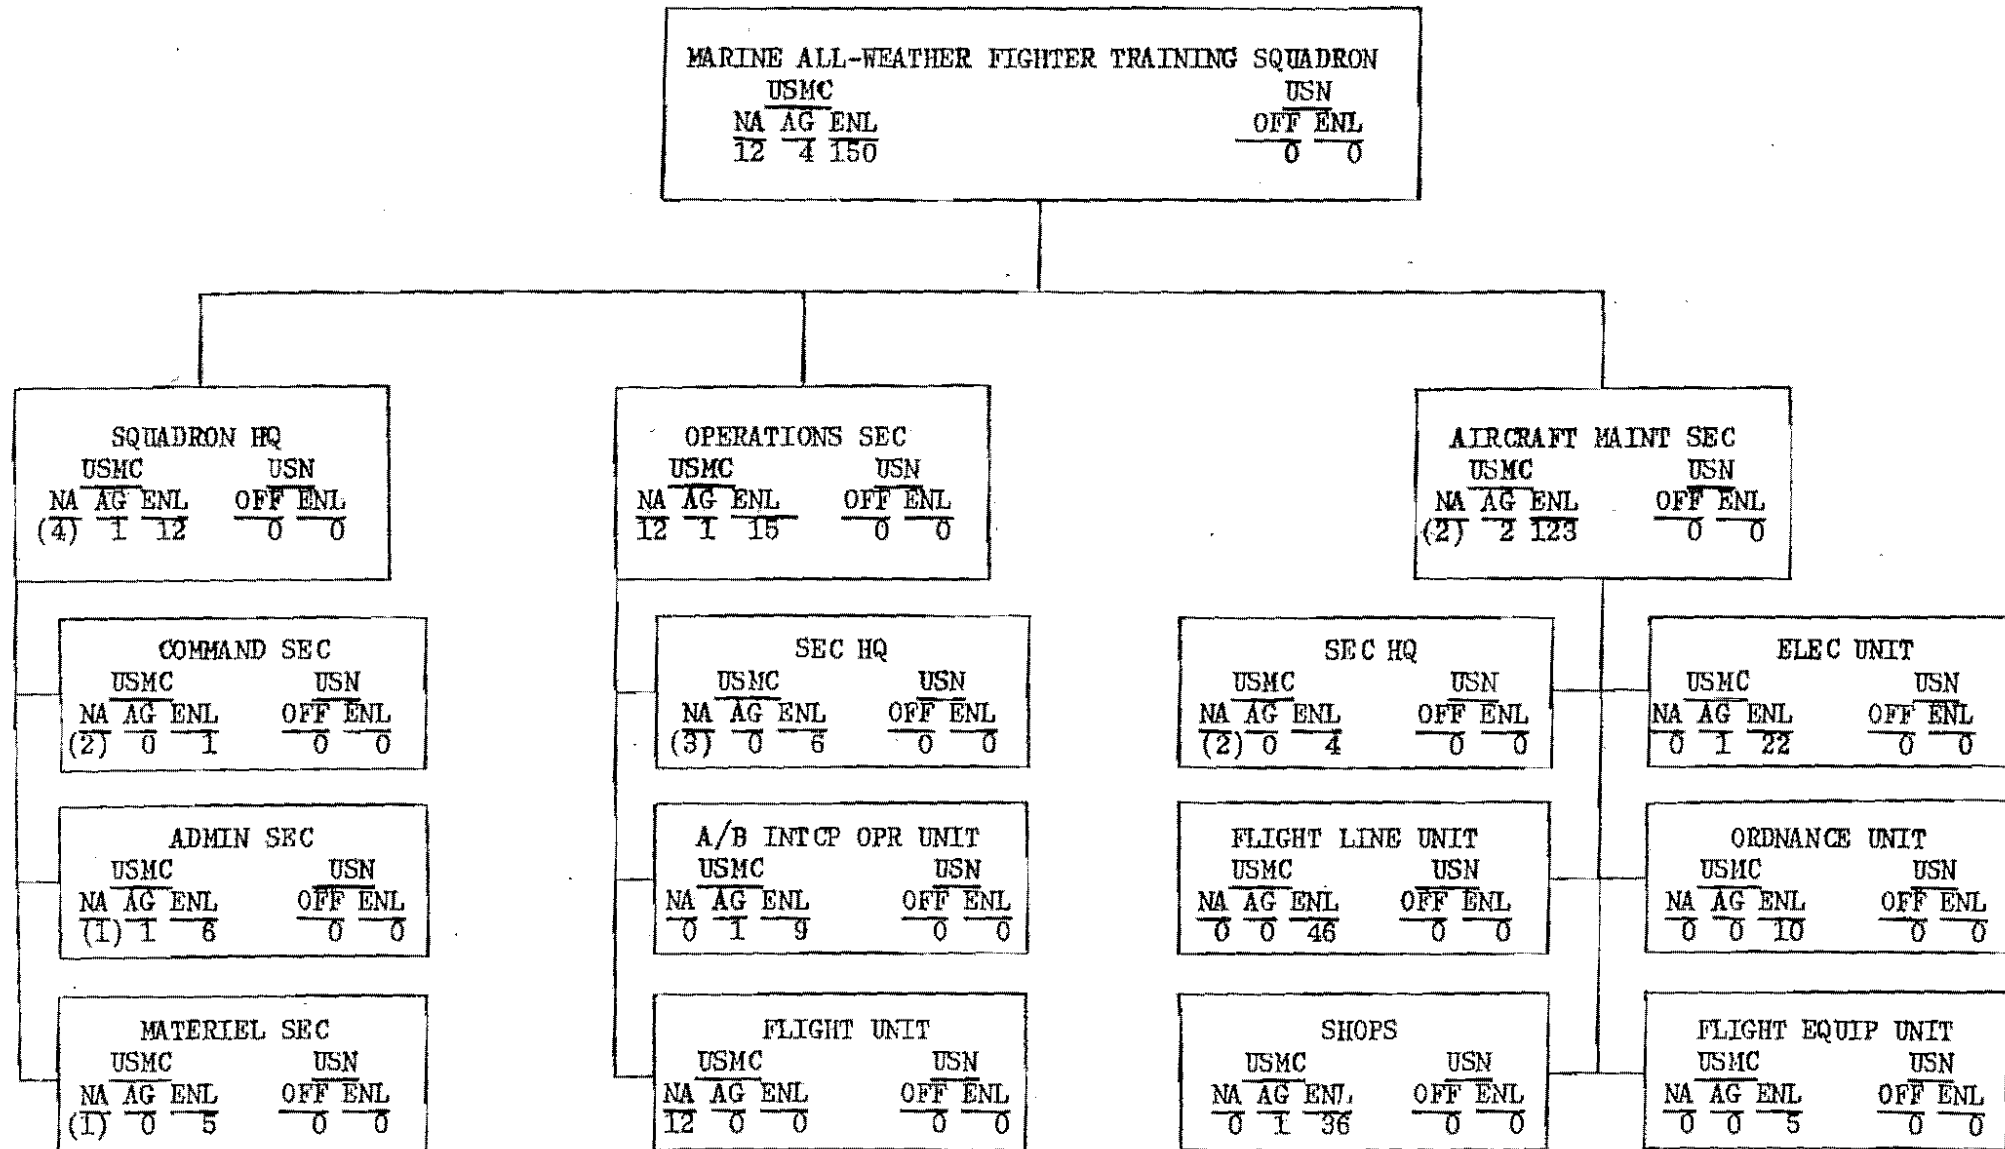 MARINE ALL-WEATHER FIGHTER TRAINING SQUADRON
USMC USN
NA AG ENL OFF ENL
12 4 150 0 0
SQUADRON HQ
USMC USN
NA AG ENL OFF ENL
(4) 1 12 0 0
COMMAND SEC
USMC USN
NA AG ENL OFF ENL
(2) 0 1 0 0
ADMIN SEC
USMC USN
NA AG ENL OFF ENL
(1) 1 6 0 0
MATERIEL SEC
USMC USN
NA AG ENL OFF ENL
(1) 0 5 0 0
OPERATIONS SEC
USMC USN
NA AG ENL OFF ENL
12 1 15 0 0
SEC HQ
USMC USN
NA AG ENL OFF ENL
(3) 0 6 0 0
A/B INTCP OPR UNIT
USMC USN
NA AG ENL OFF ENL
0 1 9 0 0
FLIGHT UNIT
USMC USN
NA AG ENL OFF ENL
12 0 0 0 0
AIRCRAFT MAINT SEC
USMC USN
NA AG ENL OFF ENL
(2) 2 123 0 0
SEC HQ
USMC USN
NA AG ENL OFF ENL
(2) 0 4 0 0
FLIGHT LINE UNIT
USMC USN
NA AG ENL OFF ENL
0 0 46 0 0
SHOPS
USMC USN
NA AG ENL OFF ENL
0 1 36 0 0
ELEC UNIT
USMC USN
NA AG ENL OFF ENL
0 1 22 0 0
ORDNANCE UNIT
USMC USN
NA AG ENL OFF ENL
0 0 10 0 0
FLIGHT EQUIP UNIT
USMC USN
NA AG ENL OFF ENL
0 0 5 0 0